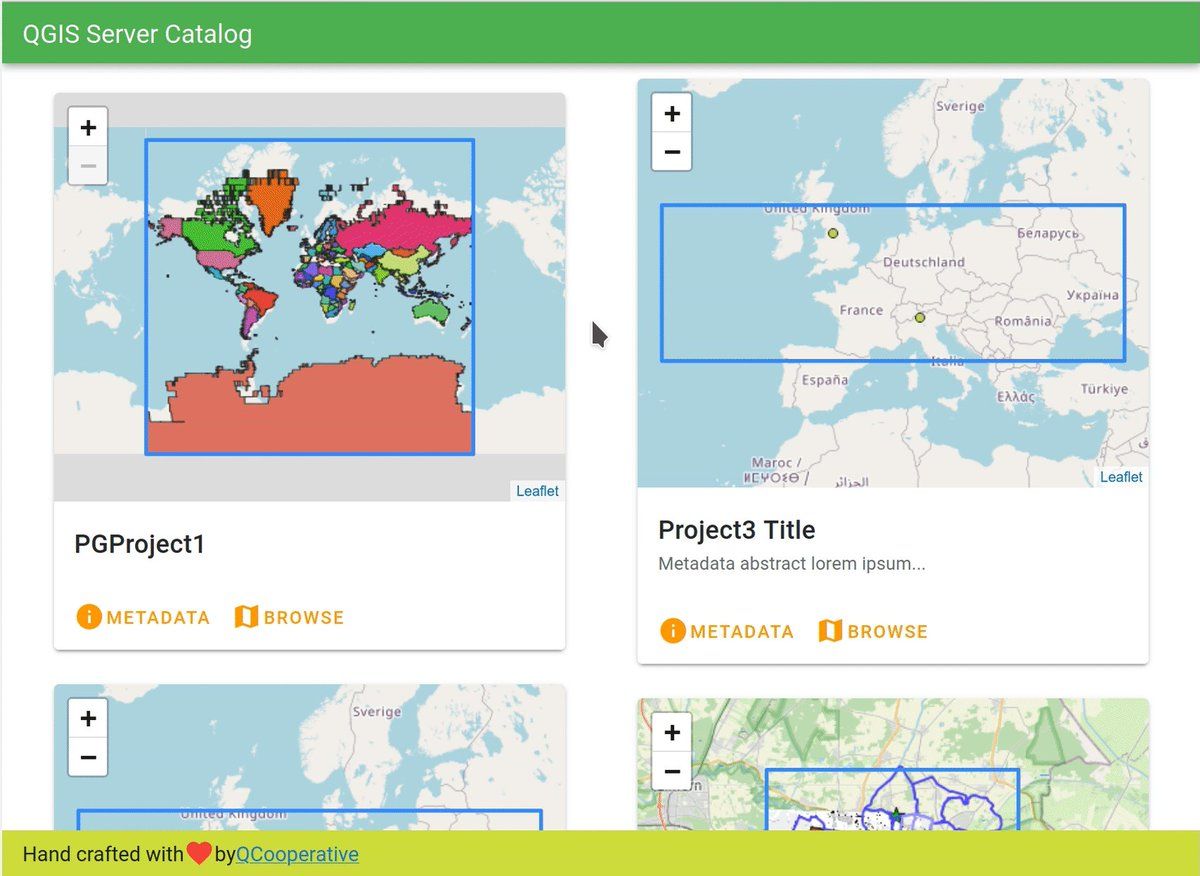 QGIS Server Catalog
+
−
Leaflet
PGProject1
METADATA BROWSE
+
−
Sverige
United Kingdom
Беларусь
Deutschland
Україна
France
România
Italia
España
Ελλάς
Türkiye
Maroc /
ⵍⵎⵖⵔⵉⴱ /
الجزائر
Leaflet
Project3 Title
Metadata abstract lorem ipsum...
METADATA BROWSE
+
−
Sverige
United Kingdom
+
−
Hand crafted with ❤ by QCooperative